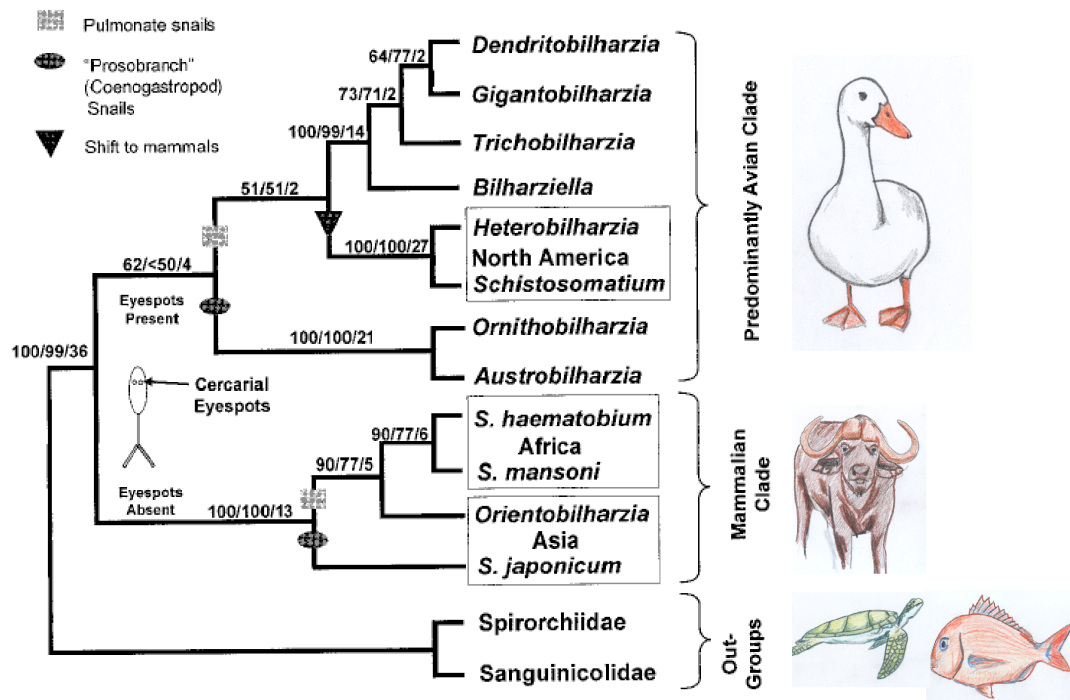 Pulmonate snails
"Prosobranch"
(Coenogastropod)
Snails
Shift to mammals
64/77/2
73/71/2
100/99/14
51/51/2
100/100/27
62/<50/4
Eyespots
Present
100/100/21
100/99/36
Cercarial
Eyespots
90/77/6
90/77/5
Eyespots
Absent
100/100/13
Dendritobilharzia
Gigantobilharzia
Trichobilharzia
Bilharziella
Heterobilharzia
North America
Schistosomatium
Ornithobilharzia
Austrobilharzia
S. haematobium
Africa
S. mansoni
Orientobilharzia
Asia
S. japonicum
Spirorchiidae
Sanguinicolidae
Predominantly Avian Clade
Mammalian
Clade
Out-
Groups